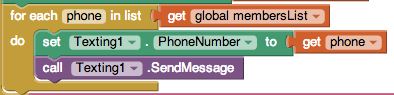 for each phone in list get global membersList
do set Texting1 . PhoneNumber to get phone
call Texting1 .SendMessage